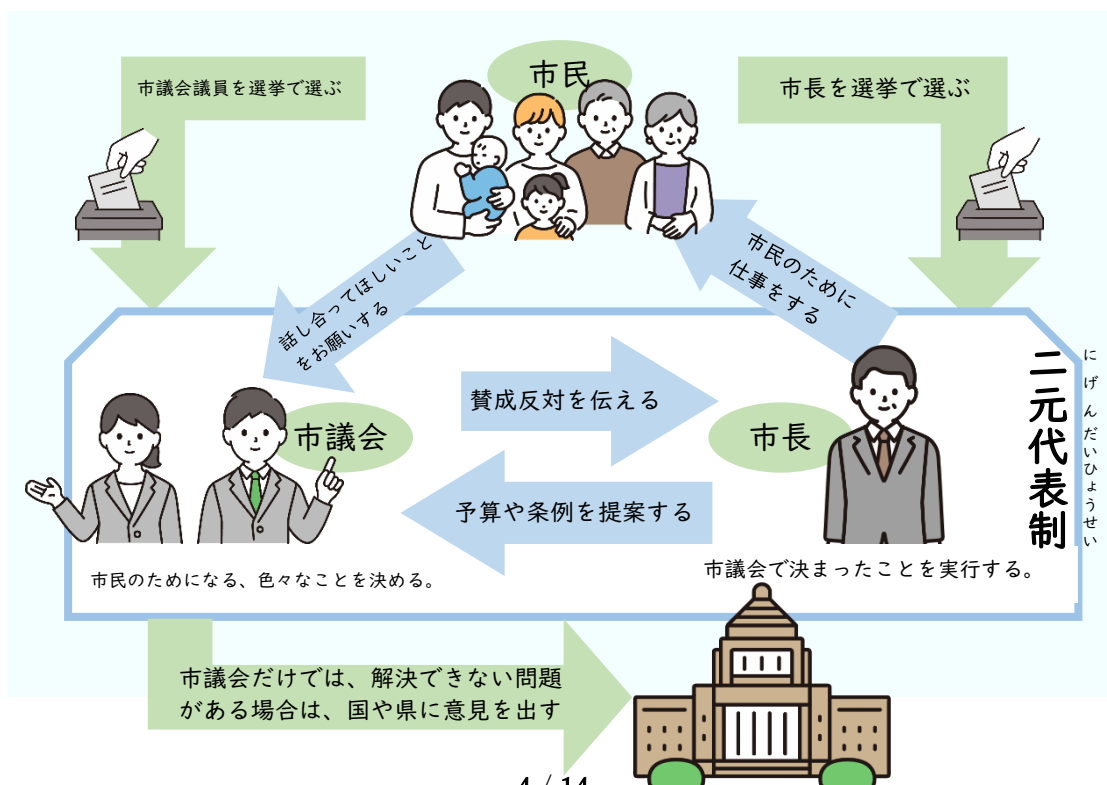 市民
市議会議員を選挙で選ぶ
市長を選挙で選ぶ
話し合ってほしいこと
をお願いする
市民のために
仕事をする
二元代表制
にげんだいひょうせい
賛成反対を伝える
市議会
市長
予算や条例を提案する
市民のためになる、色々なことを決める。
市議会で決まったことを実行する。
市議会だけでは、解決できない問題
がある場合は、国や県に意見を出す
4 / 14